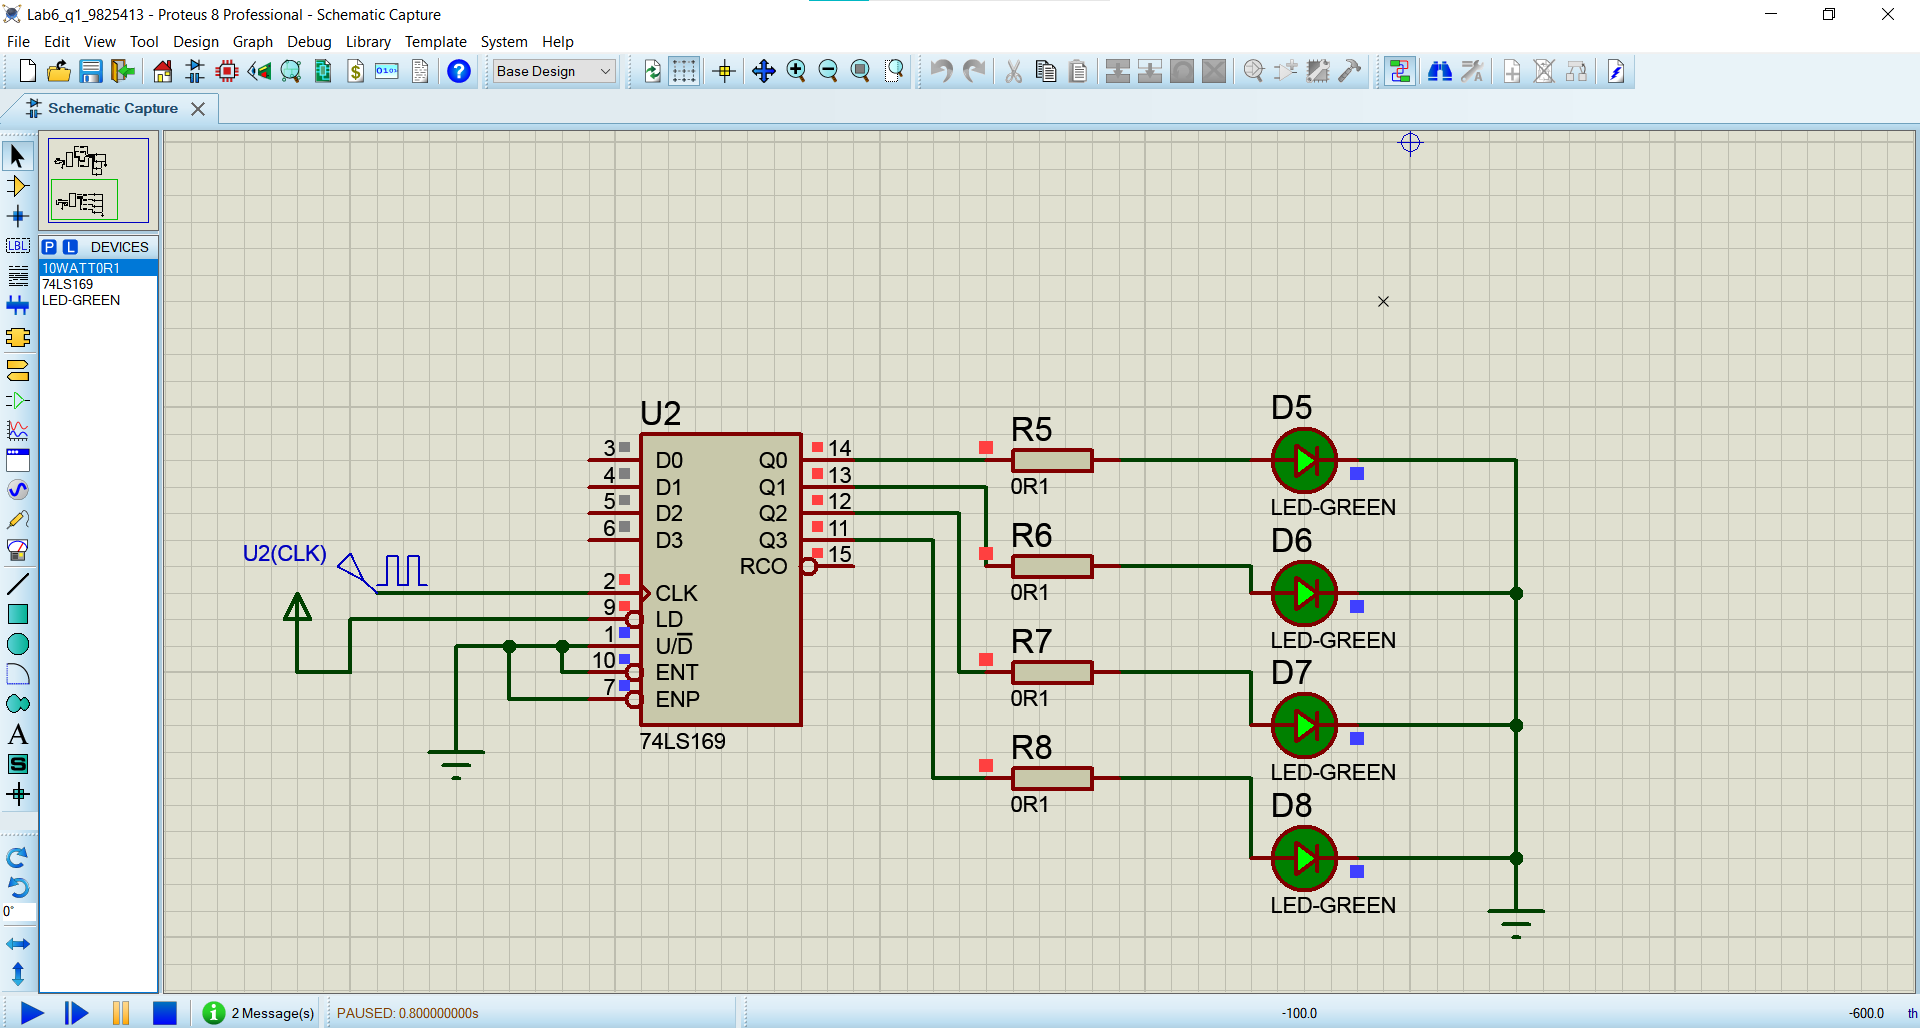 Lab6_q1_9825413 - Proteus 8 Professional - Schematic Capture
File Edit View Tool Design Graph Debug Library Template System Help
Base Design
Schematic Capture
P L DEVICES
10WATT0R1
74LS169
LED-GREEN
LBL
A
S
0°
U2
3 D0 Q0 14
4 D1 Q1 13
5 D2 Q2 12
6 D3 Q3 11
RCO 15
U2(CLK)
2 CLK
9 LD
1 U/D
10 ENT
7 ENP
74LS169
R5
0R1
R6
0R1
R7
0R1
R8
0R1
D5
LED-GREEN
D6
LED-GREEN
D7
LED-GREEN
D8
LED-GREEN
2 Message(s) PAUSED: 0.800000000s -100.0 -600.0 th